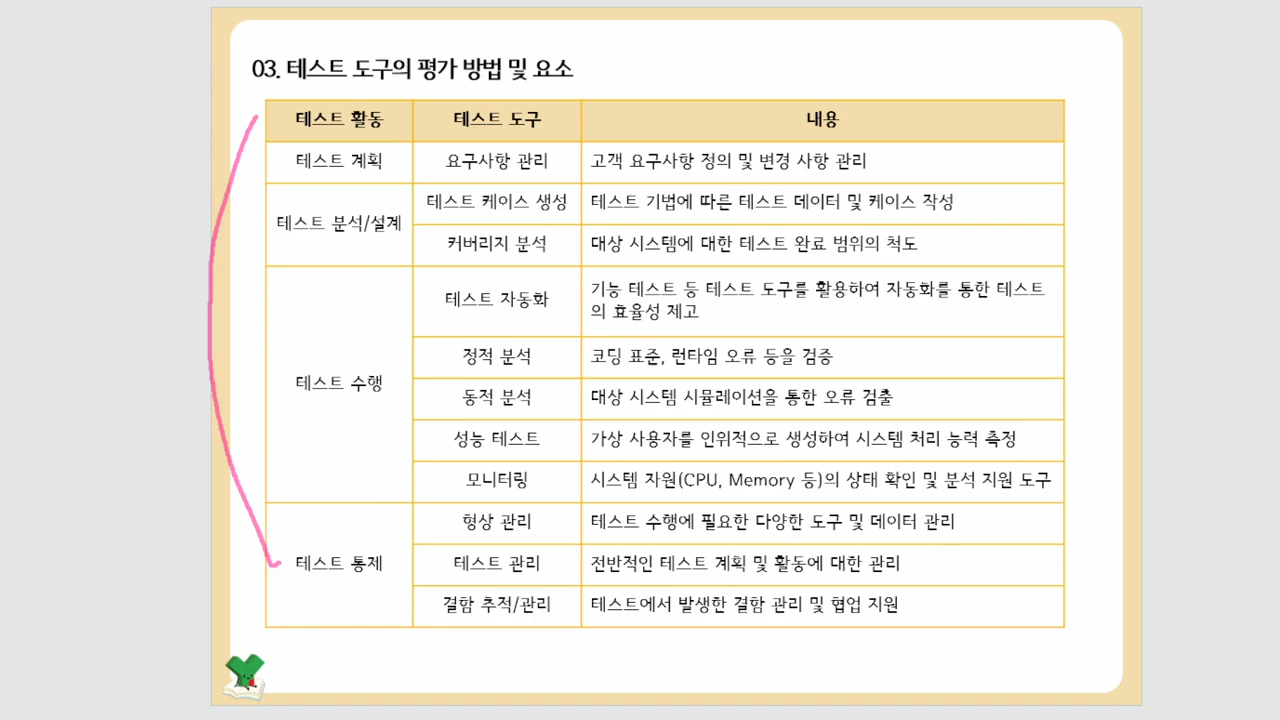 03. 테스트 도구의 평가 방법 및 요소
테스트 활동 테스트 도구 내용
테스트 계획 요구사항 관리 고객 요구사항 정의 및 변경 사항 관리
테스트 분석/설계
테스트 케이스 생성 테스트 기법에 따른 테스트 데이터 및 케이스 작성
커버리지 분석 대상 시스템에 대한 테스트 완료 범위의 척도
테스트 수행
테스트 자동화 기능 테스트 등 테스트 도구를 활용하여 자동화를 통한 테스트
의 효율성 제고
정적 분석 코딩 표준, 런타임 오류 등을 검증
동적 분석 대상 시스템 시뮬레이션을 통한 오류 검출
성능 테스트 가상 사용자를 인위적으로 생성하여 시스템 처리 능력 측정
모니터링 시스템 자원(CPU, Memory 등)의 상태 확인 및 분석 지원 도구
테스트 통제
형상 관리 테스트 수행에 필요한 다양한 도구 및 데이터 관리
테스트 관리 전반적인 테스트 계획 및 활동에 대한 관리
결함 추적/관리 테스트에서 발생한 결함 관리 및 협업 지원